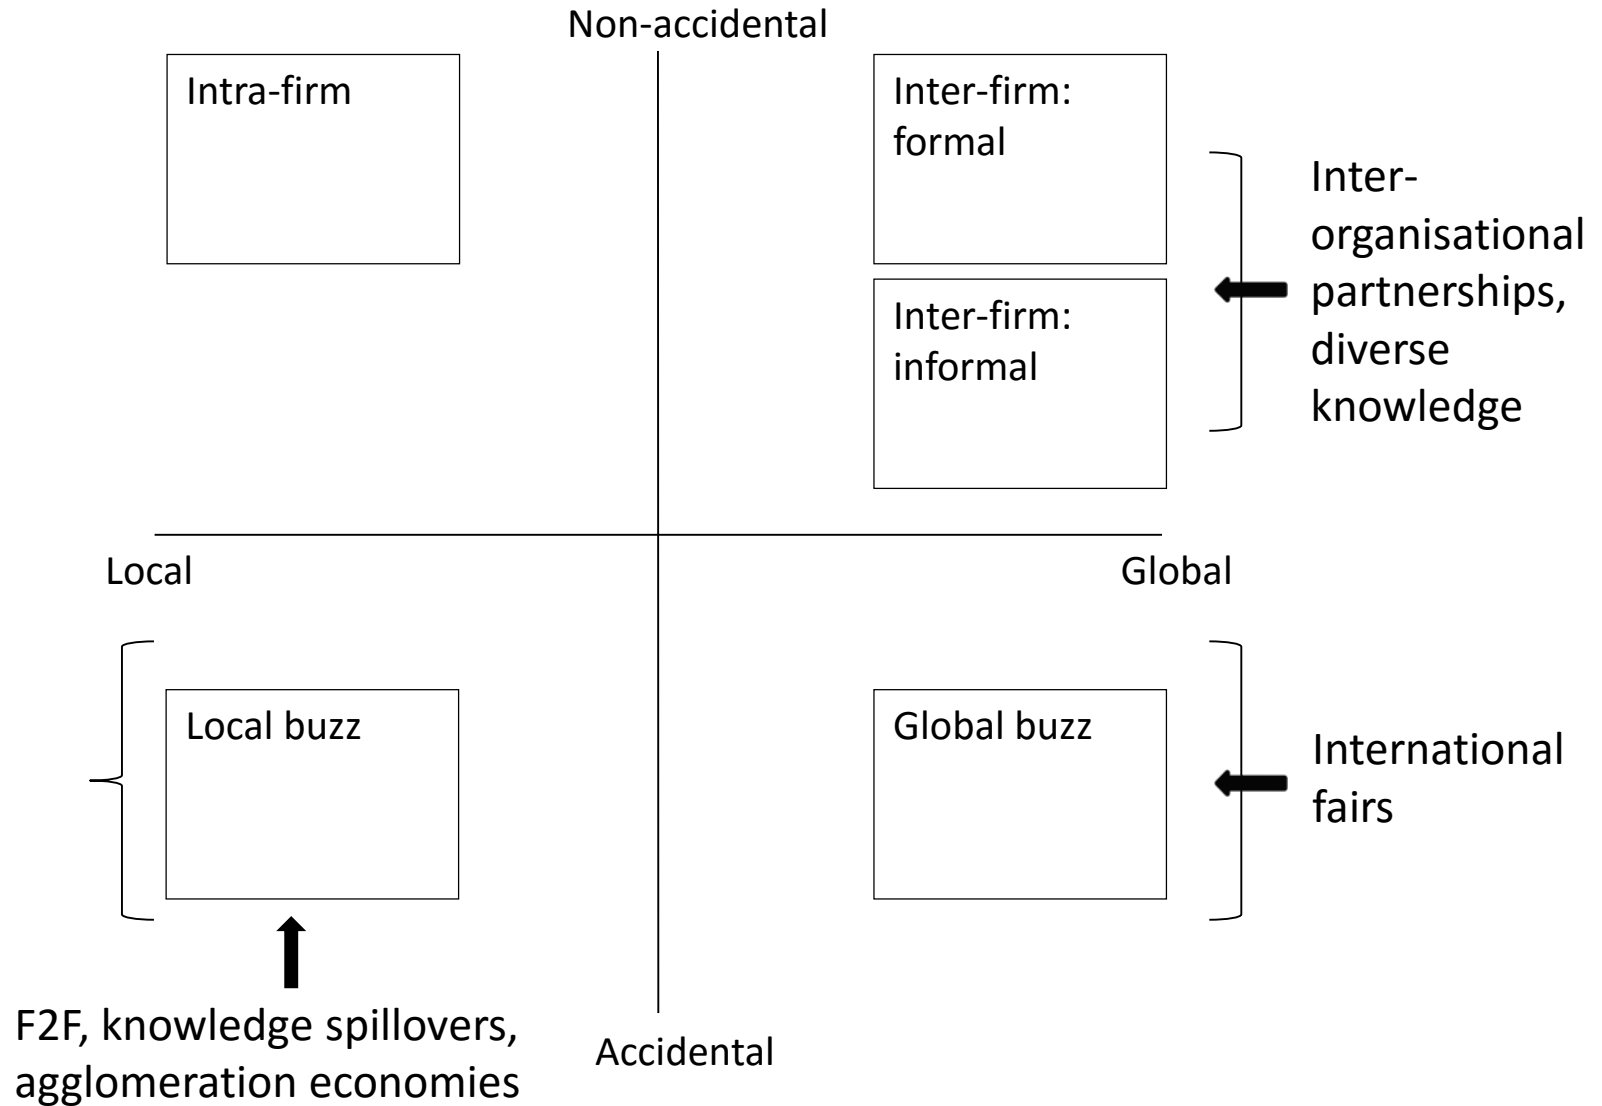 Non-accidental
Intra-firm
Inter-firm:
formal
Inter-
organisational
partnerships,
diverse
knowledge
Inter-firm:
informal
Local
Global
Local buzz
Global buzz
International
fairs
F2F, knowledge spillovers,
agglomeration economies
Accidental